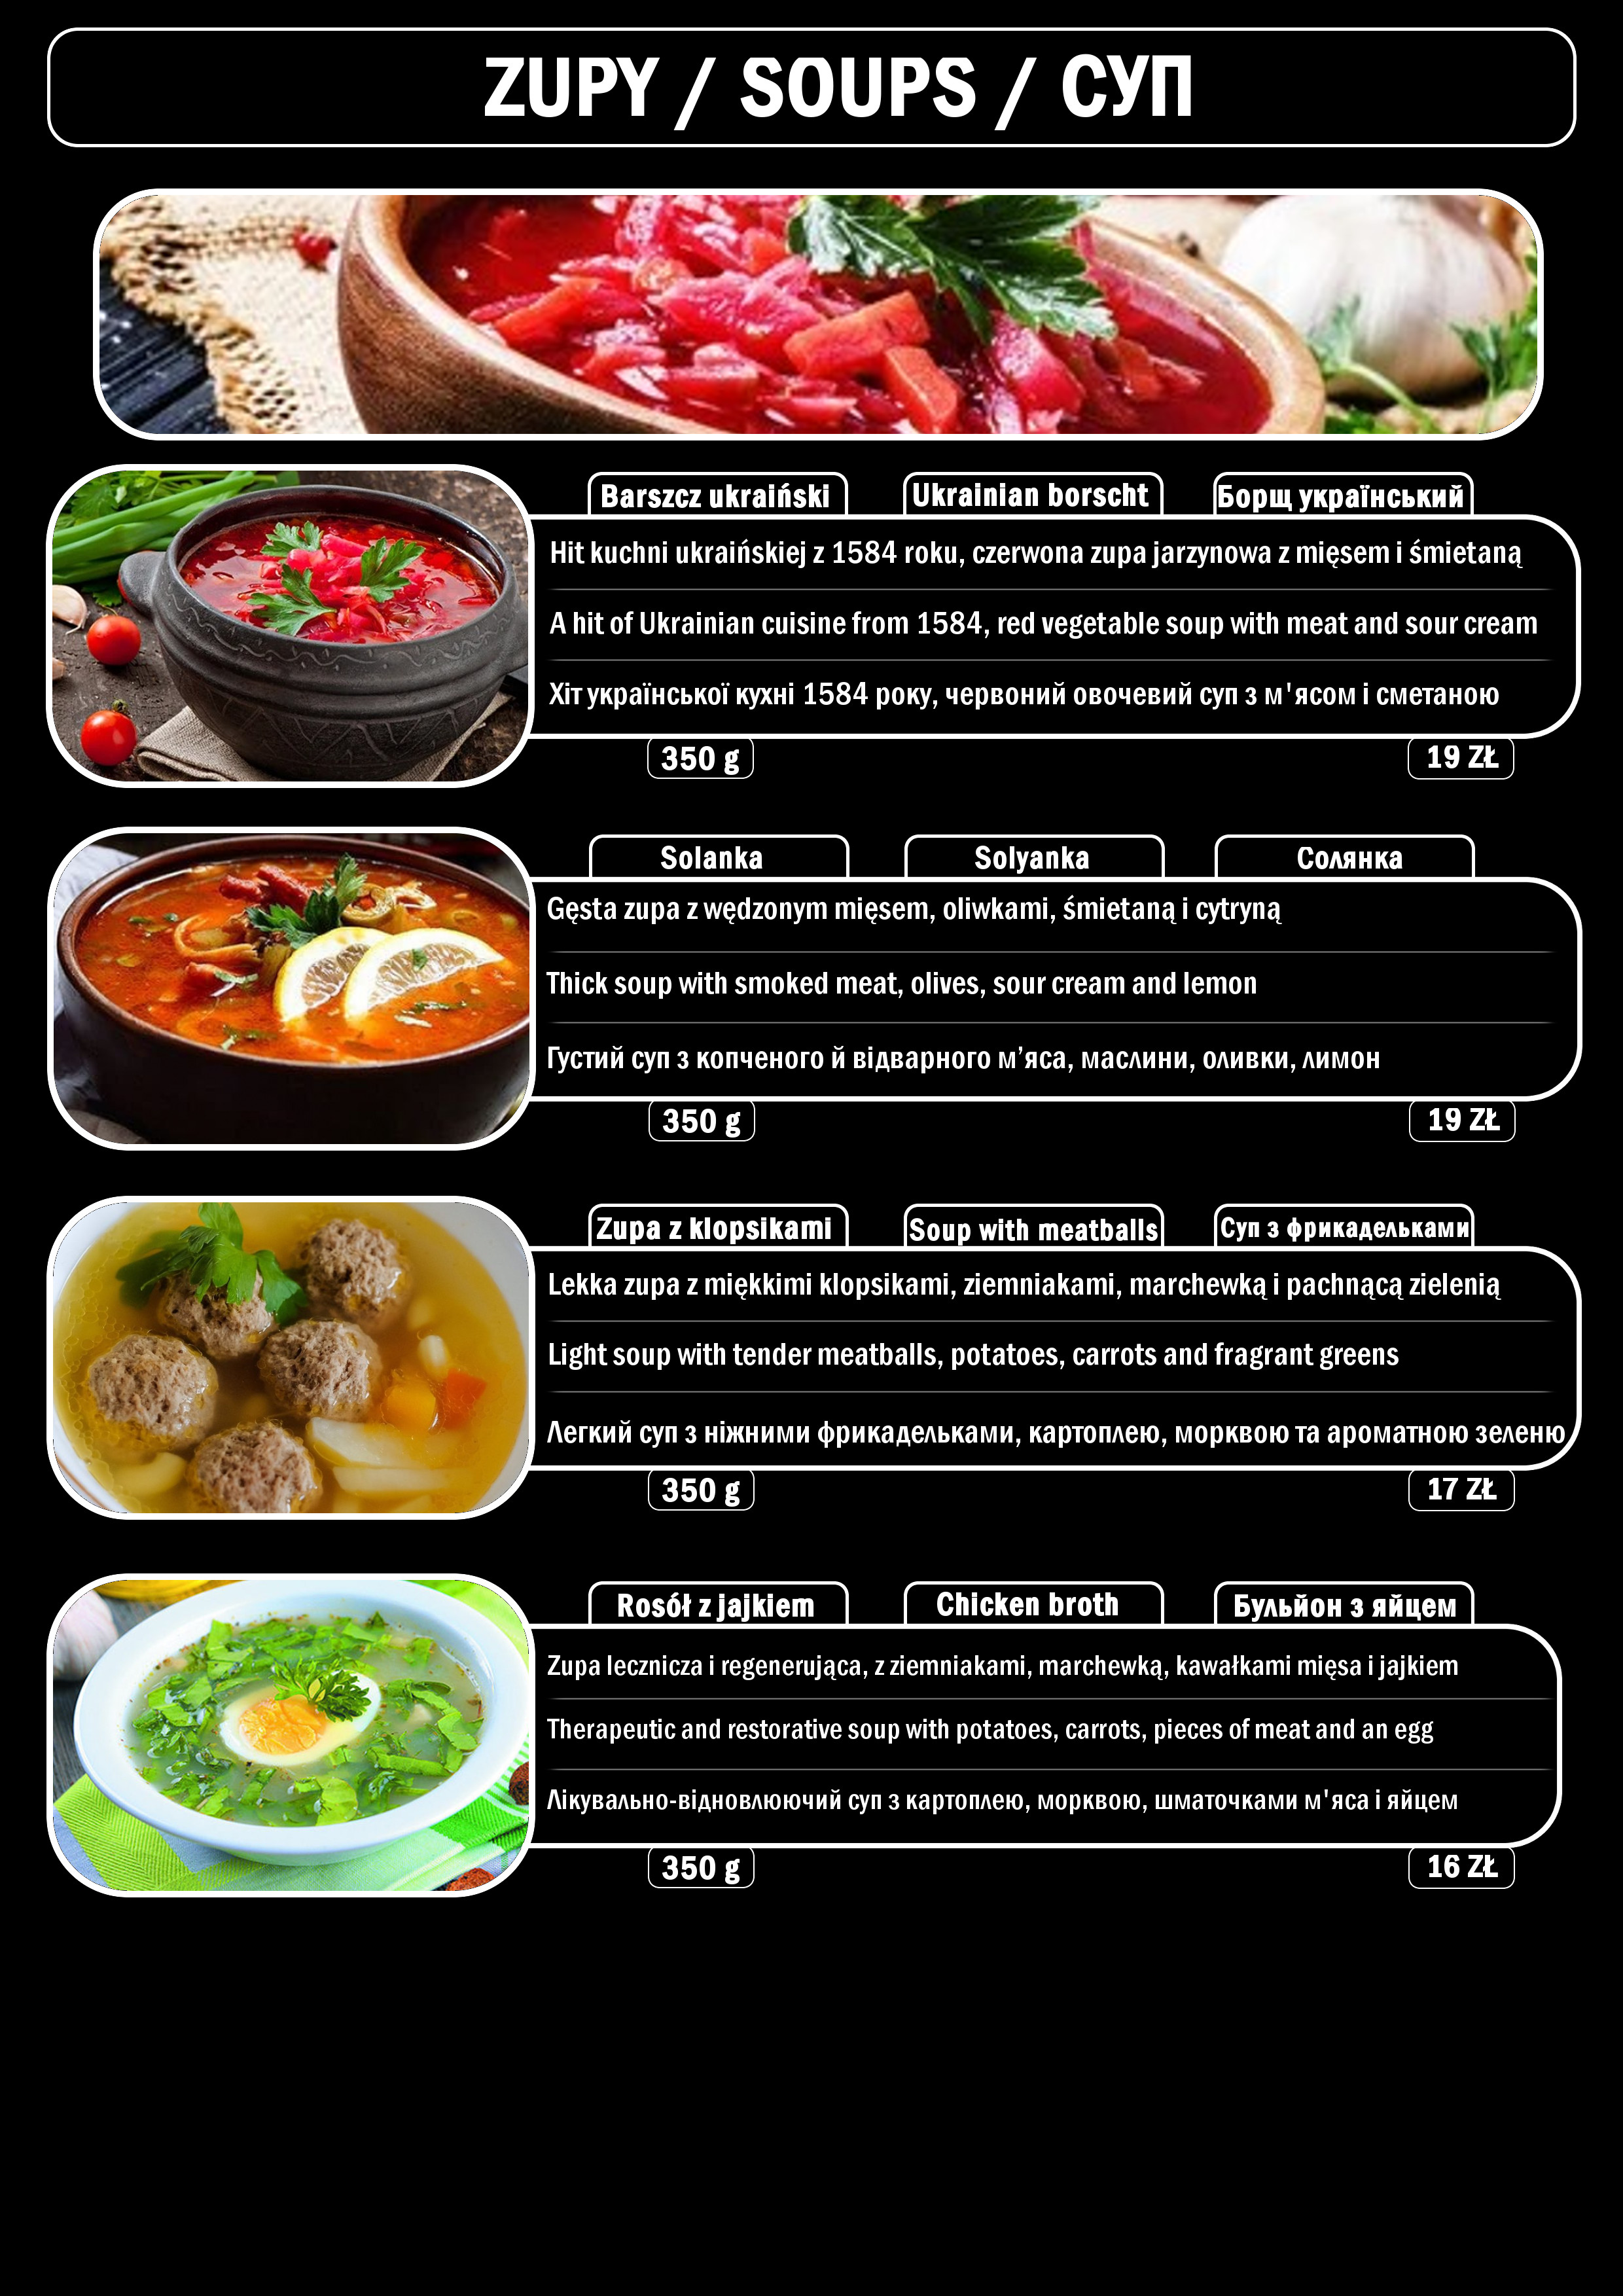 ZUPY / SOUPS / СУП
Barszcz ukraiński
Ukrainian borscht
Борщ український
Hit kuchni ukraińskiej z 1584 roku, czerwona zupa jarzynowa z mięsem i śmietaną
A hit of Ukrainian cuisine from 1584, red vegetable soup with meat and sour cream
Хіт української кухні 1584 року, червоний овочевий суп з м'ясом і сметаною
350 g
19 ZŁ
Solanka
Solyanka
Солянка
Gęsta zupa z wędzonym mięsem, oliwkami, śmietaną i cytryną
Thick soup with smoked meat, olives, sour cream and lemon
Густий суп з копченого й відварного м’яса, маслини, оливки, лимон
350 g
19 ZŁ
Zupa z klopsikami
Soup with meatballs
Суп з фрикадельками
Lekka zupa z miękkimi klopsikami, ziemniakami, marchewką i pachnącą zielenią
Light soup with tender meatballs, potatoes, carrots and fragrant greens
Легкий суп з ніжними фрикадельками, картоплею, морквою та ароматною зеленю
350 g
17 ZŁ
Rosół z jajkiem
Chicken broth
Бульйон з яйцем
Zupa lecznicza i regenerująca, z ziemniakami, marchewką, kawałkami mięsa i jajkiem
Therapeutic and restorative soup with potatoes, carrots, pieces of meat and an egg
Лікувально-відновлюючий суп з картоплею, морквою, шматочками м'яса і яйцем
350 g
16 ZŁ